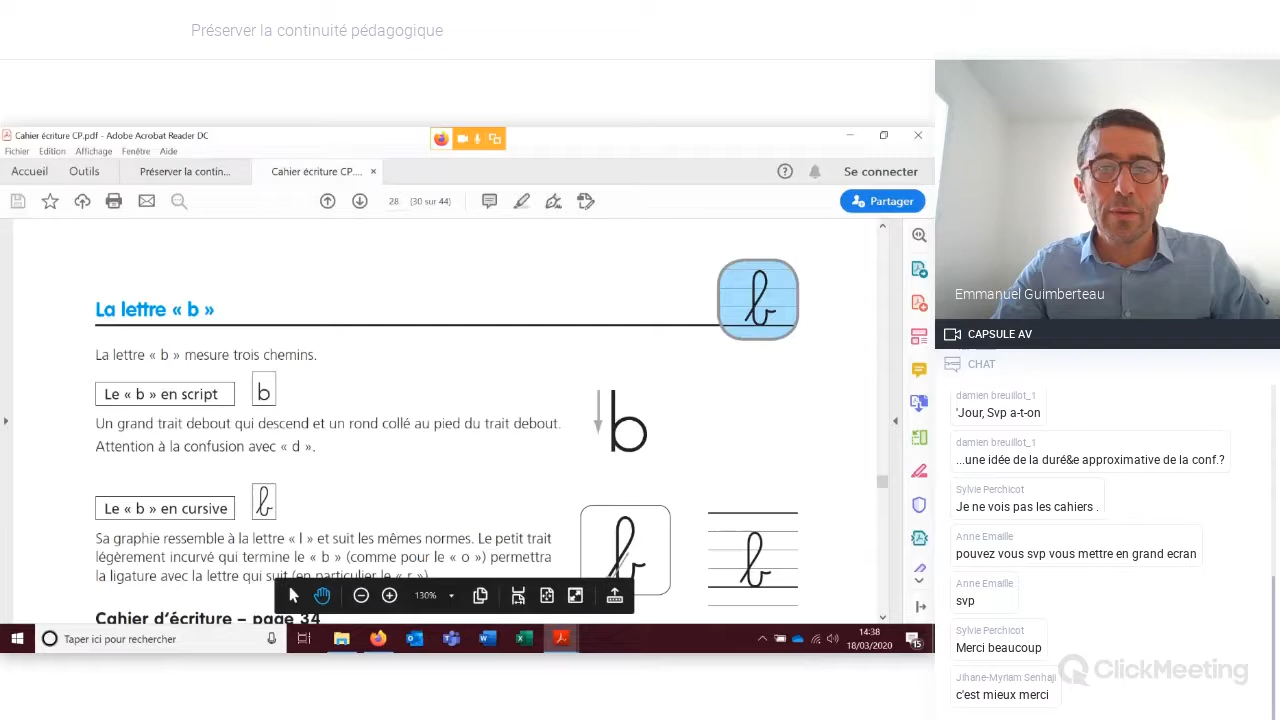 Préserver la continuité pédagogique
Cahier écriture CP.pdf - Adobe Acrobat Reader DC
Fichier Edition Affichage Fenêtre Aide
Accueil Outils Préserver la contin... Cahier écriture CP.... × Se connecter
28 (30 sur 44) Partager
La lettre « b »
b
La lettre « b » mesure trois chemins.
Le « b » en script b
Un grand trait debout qui descend et un rond collé au pied du trait debout.
Attention à la confusion avec « d ».
b
Le « b » en cursive b
Sa graphie ressemble à la lettre « l » et suit les mêmes normes. Le petit trait
légèrement incurvé qui termine le « b » (comme pour le « o ») permettra
la ligature avec la lettre qui suit (en particulier le « r »)
b b
130%
Cahier d'écriture – page 34
Taper ici pour rechercher
14:38
18/03/2020
15
Emmanuel Guimberteau
CAPSULE AV
CHAT
damien breuillot_1
'Jour, Svp a-t-on
damien breuillot_1
...une idée de la duré&e approximative de la conf.?
Sylvie Perchicot
Je ne vois pas les cahiers .
Anne Emaille
pouvez vous svp vous mettre en grand ecran
Anne Emaille
svp
Sylvie Perchicot
Merci beaucoup
Jihane-Myriam Senhaji
c'est mieux merci
ClickMeeting